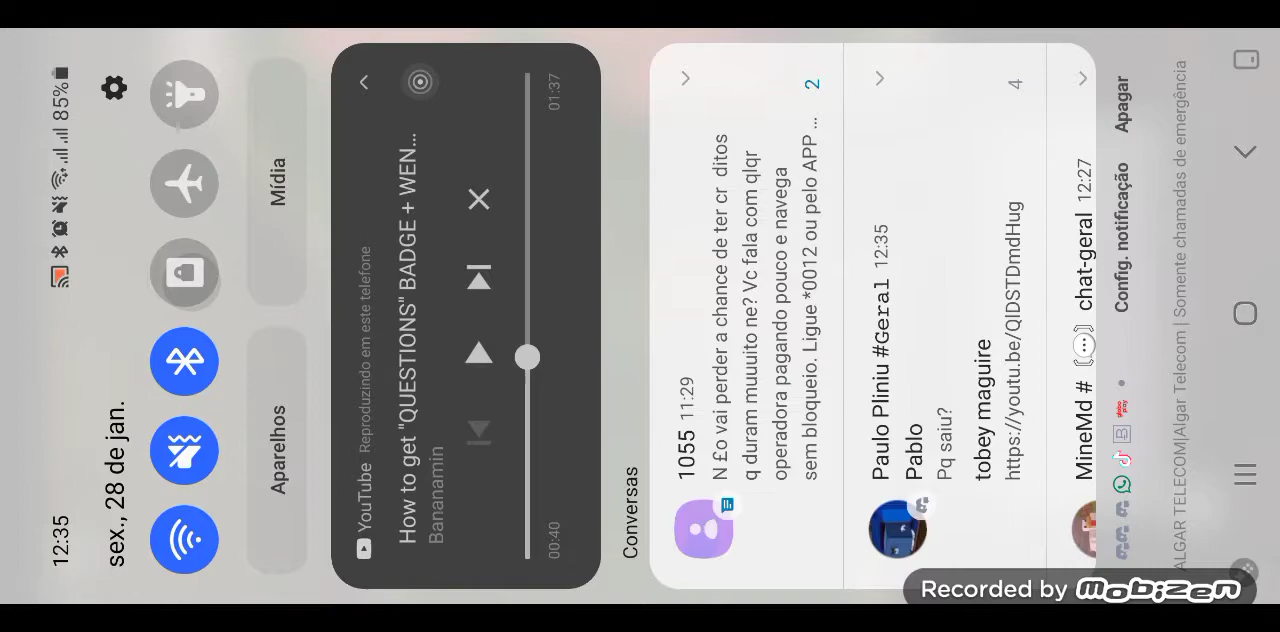 12:35
85%
sex., 28 de jan.
Aparelhos
Mídia
YouTube Reproduzindo em este telefone
How to get "QUESTIONS" BADGE + WEN...
Bananamin
00:40
01:37
Conversas
1055 11:29
N £o vai perder a chance de ter cr ditos
q duram muuuito ne? Vc fala com qlqr
operadora pagando pouco e navega
sem bloqueio. Ligue *0012 ou pelo APP ...
2
Paulo Pliniu #Geral 12:35
Pablo
Pq saiu?
tobey maguire
https://youtu.be/QlDSTDmdHug
4
MineMd # 〘💬〙 chat-geral 12:27
globo play
Config. notificação
Apagar
ALGAR TELECOM|Algar Telecom | Somente chamadas de emergência
Recorded by mobizen